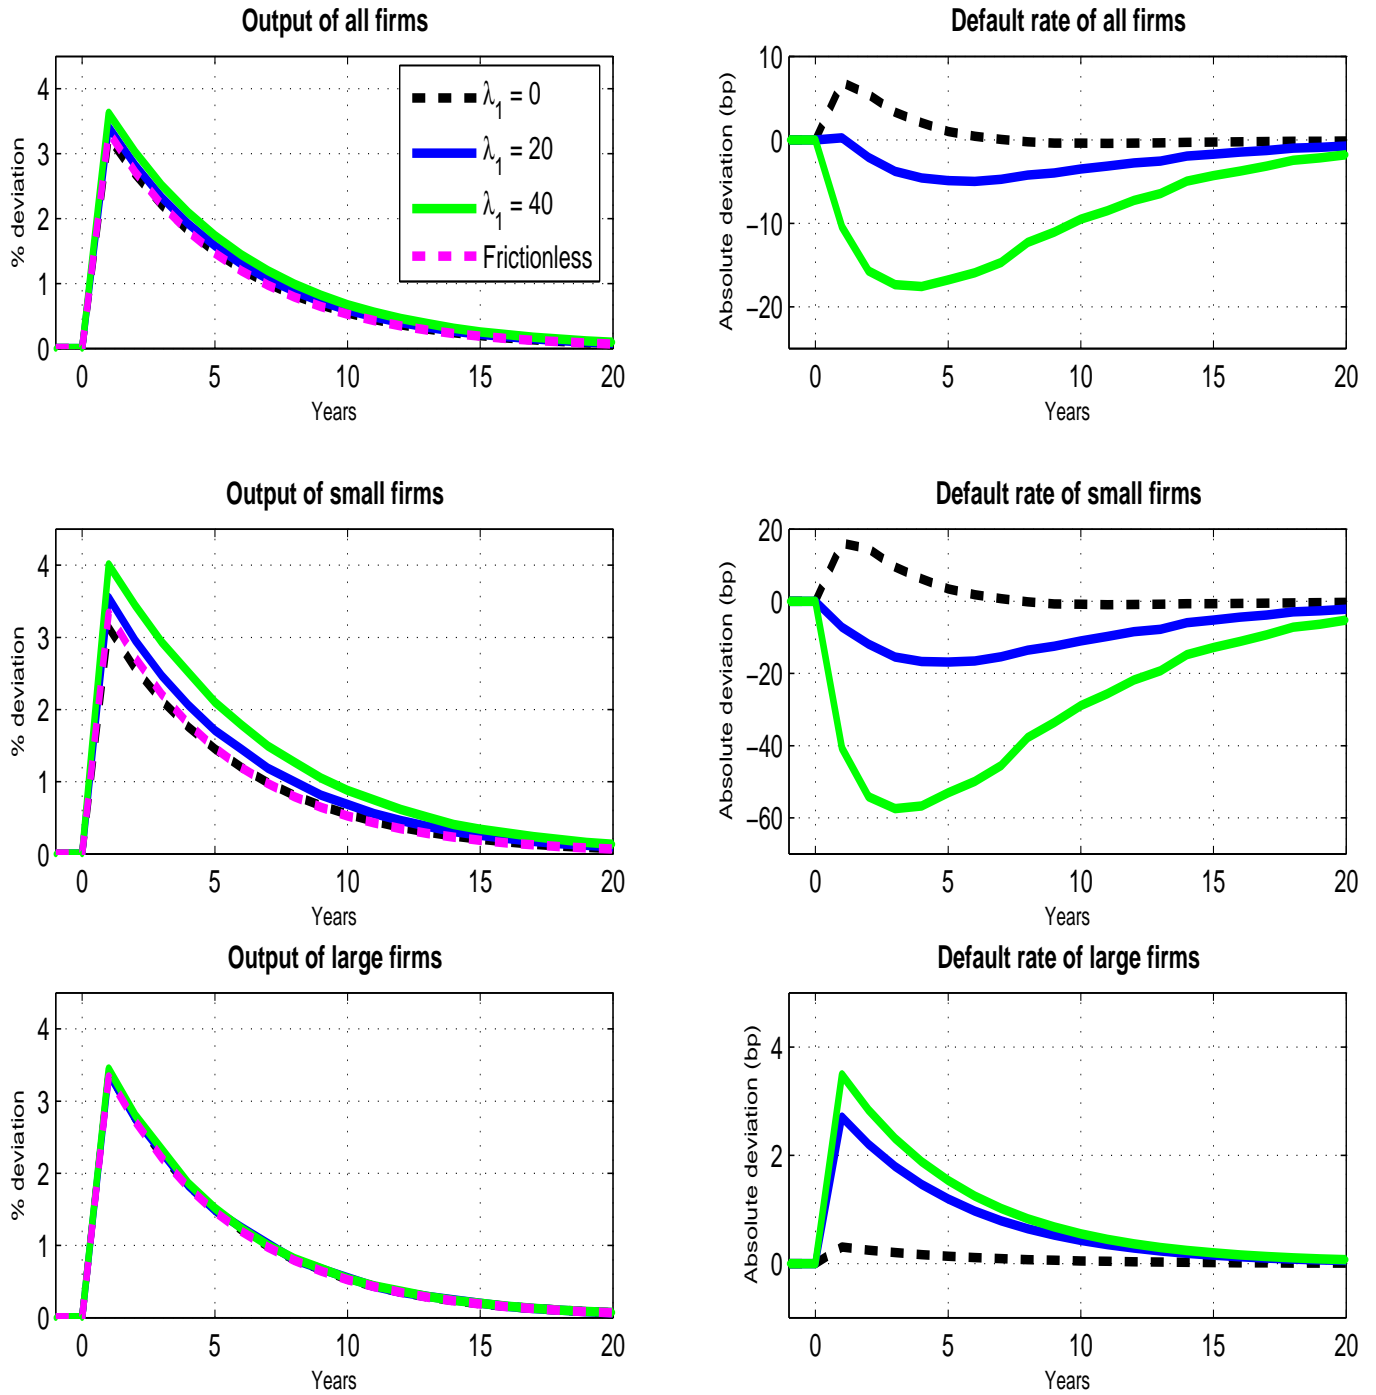 Output of all firms
% deviation
4
3
2
1
0
0 5 10 15 20
Years
λ1 = 0
λ1 = 20
λ1 = 40
Frictionless
Default rate of all firms
Absolute deviation (bp)
10
0
−10
−20
0 5 10 15 20
Years
Output of small firms
% deviation
4
3
2
1
0
0 5 10 15 20
Years
Default rate of small firms
Absolute deviation (bp)
20
0
−20
−40
−60
0 5 10 15 20
Years
Output of large firms
% deviation
4
3
2
1
0
0 5 10 15 20
Years
Default rate of large firms
Absolute deviation (bp)
4
2
0
0 5 10 15 20
Years